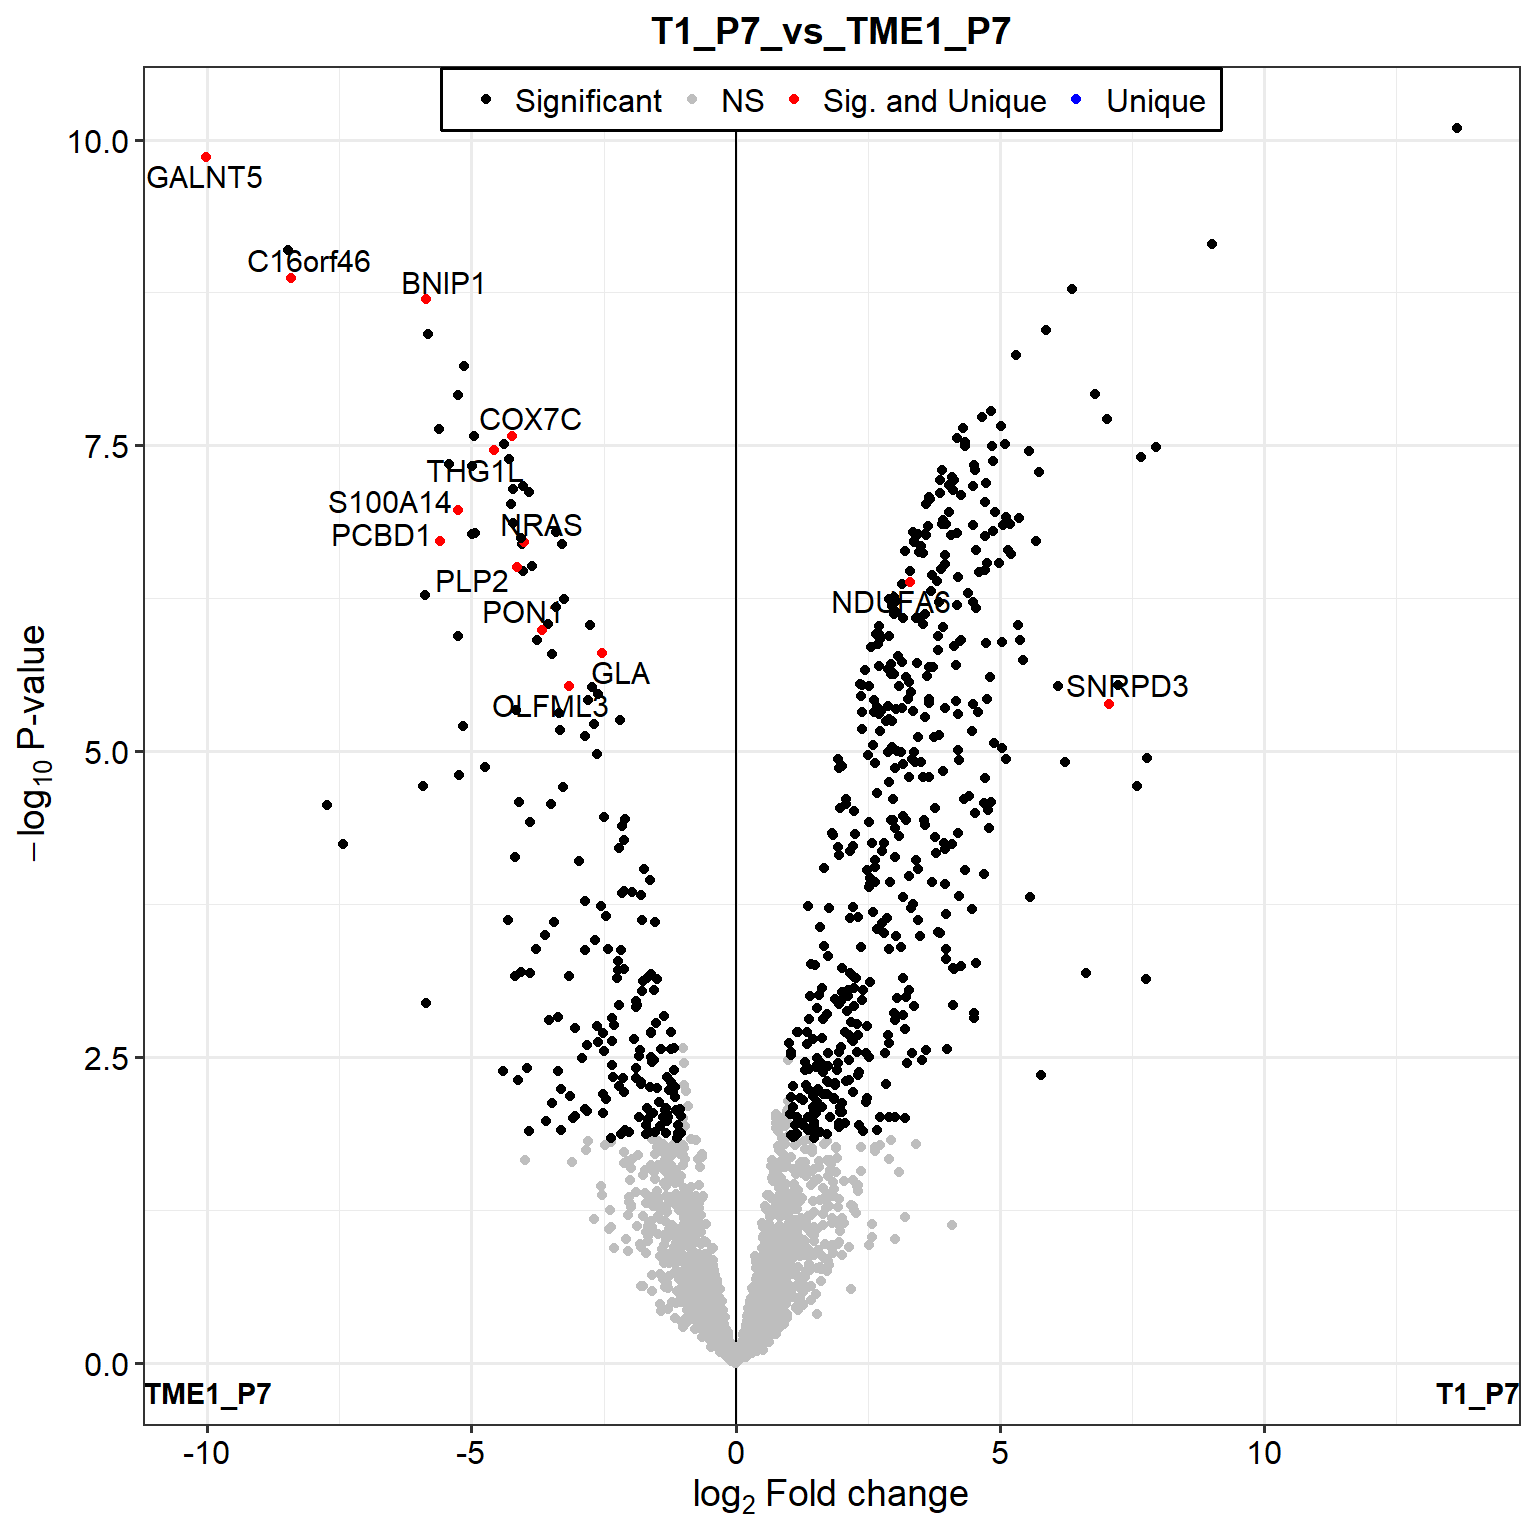 T1_P7_vs_TME1_P7
Significant NS Sig. and Unique Unique
10.0
7.5
5.0
2.5
0.0
−log10 P-value
GALNT5
C16orf46
BNIP1
COX7C
THG1L
S100A14
NRAS
PCBD1
PLP2
NDUFA6
PON1
GLA
SNRPD3
OLFML3
TME1_P7 T1_P7
-10 -5 0 5 10
log2 Fold change